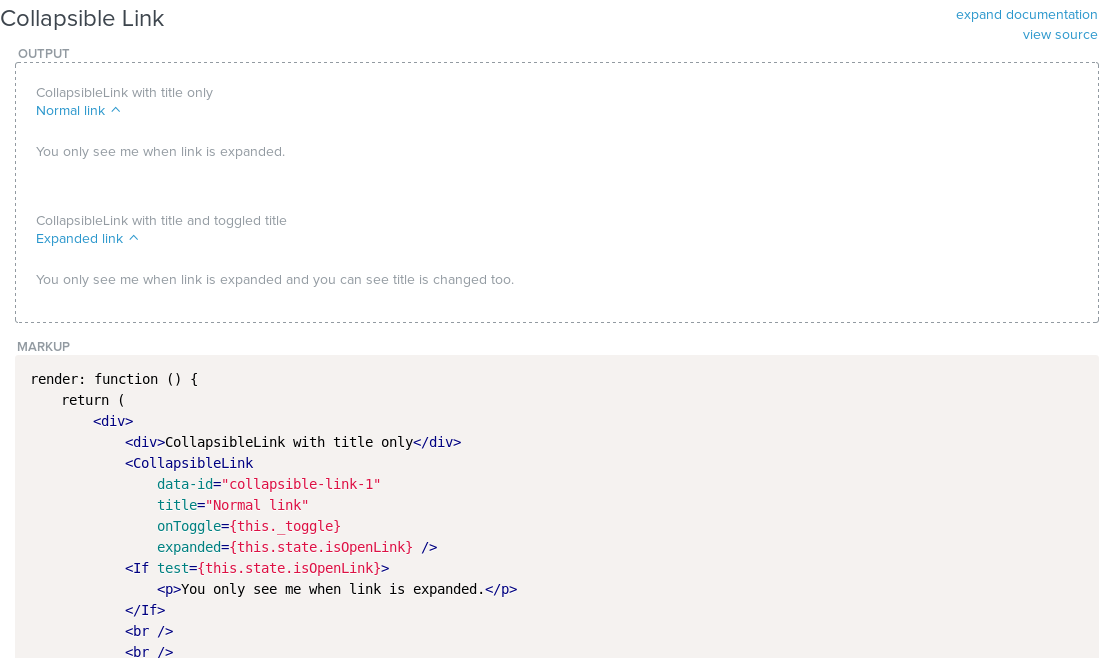 Collapsible Link
expand documentation
view source
OUTPUT
CollapsibleLink with title only
Normal link
You only see me when link is expanded.
CollapsibleLink with title and toggled title
Expanded link
You only see me when link is expanded and you can see title is changed too.
MARKUP
render: function () {
    return (
        <div>
            <div>CollapsibleLink with title only</div>
            <CollapsibleLink
                data-id="collapsible-link-1"
                title="Normal link"
                onToggle={this._toggle}
                expanded={this.state.isOpenLink} />
            <If test={this.state.isOpenLink}>
                <p>You only see me when link is expanded.</p>
            </If>
            <br />
            <br />